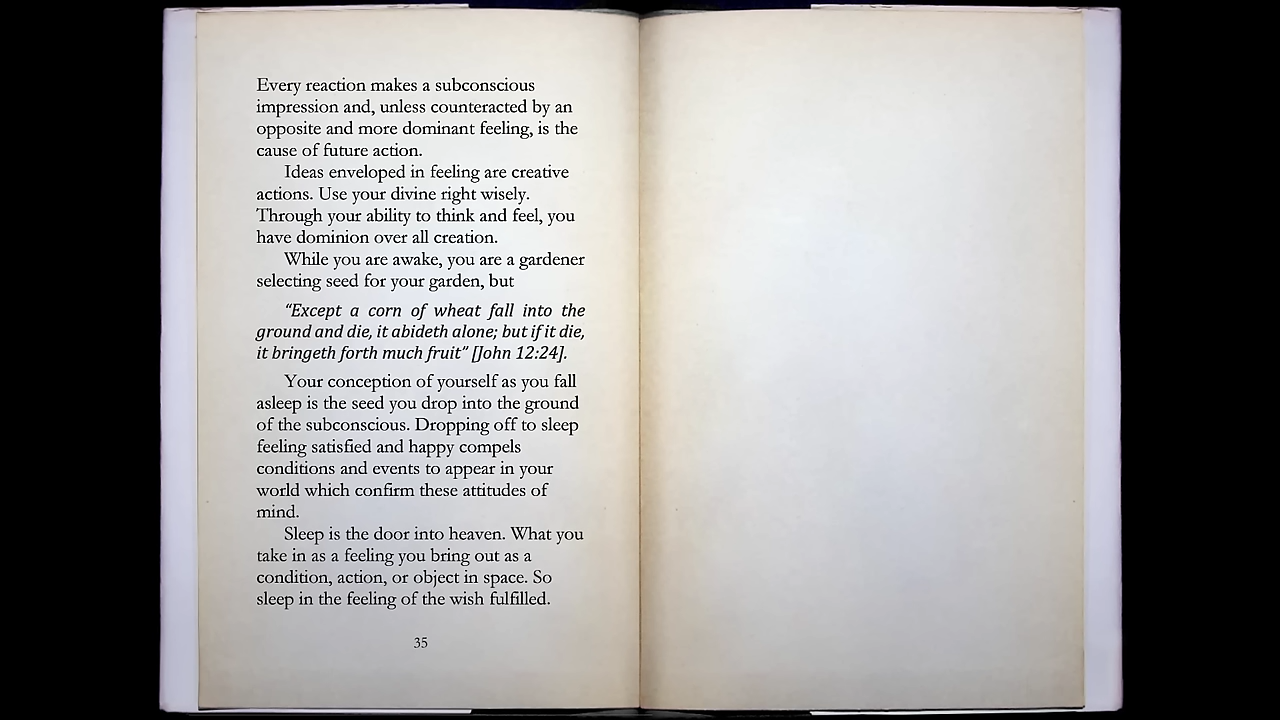 Every reaction makes a subconscious
impression and, unless counteracted by an
opposite and more dominant feeling, is the
cause of future action.
Ideas enveloped in feeling are creative
actions. Use your divine right wisely.
Through your ability to think and feel, you
have dominion over all creation.
While you are awake, you are a gardener
selecting seed for your garden, but
“Except a corn of wheat fall into the
ground and die, it abideth alone; but if it die,
it bringeth forth much fruit” [John 12:24].
Your conception of yourself as you fall
asleep is the seed you drop into the ground
of the subconscious. Dropping off to sleep
feeling satisfied and happy compels
conditions and events to appear in your
world which confirm these attitudes of
mind.
Sleep is the door into heaven. What you
take in as a feeling you bring out as a
condition, action, or object in space. So
sleep in the feeling of the wish fulfilled.
35